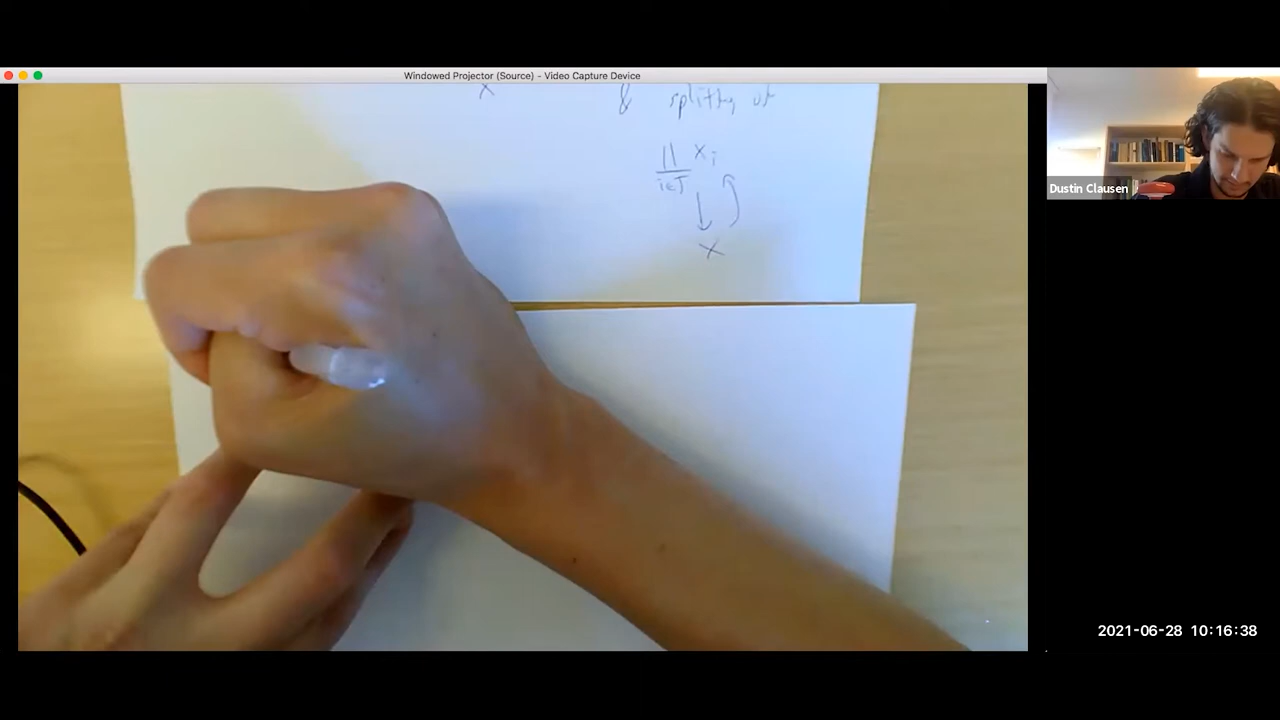 Windowed Projector (Source) - Video Capture Device
x
& splitting of
∐ xᵢ
i∈I
↓
x
Dustin Clausen
2021-06-28 10:16:38